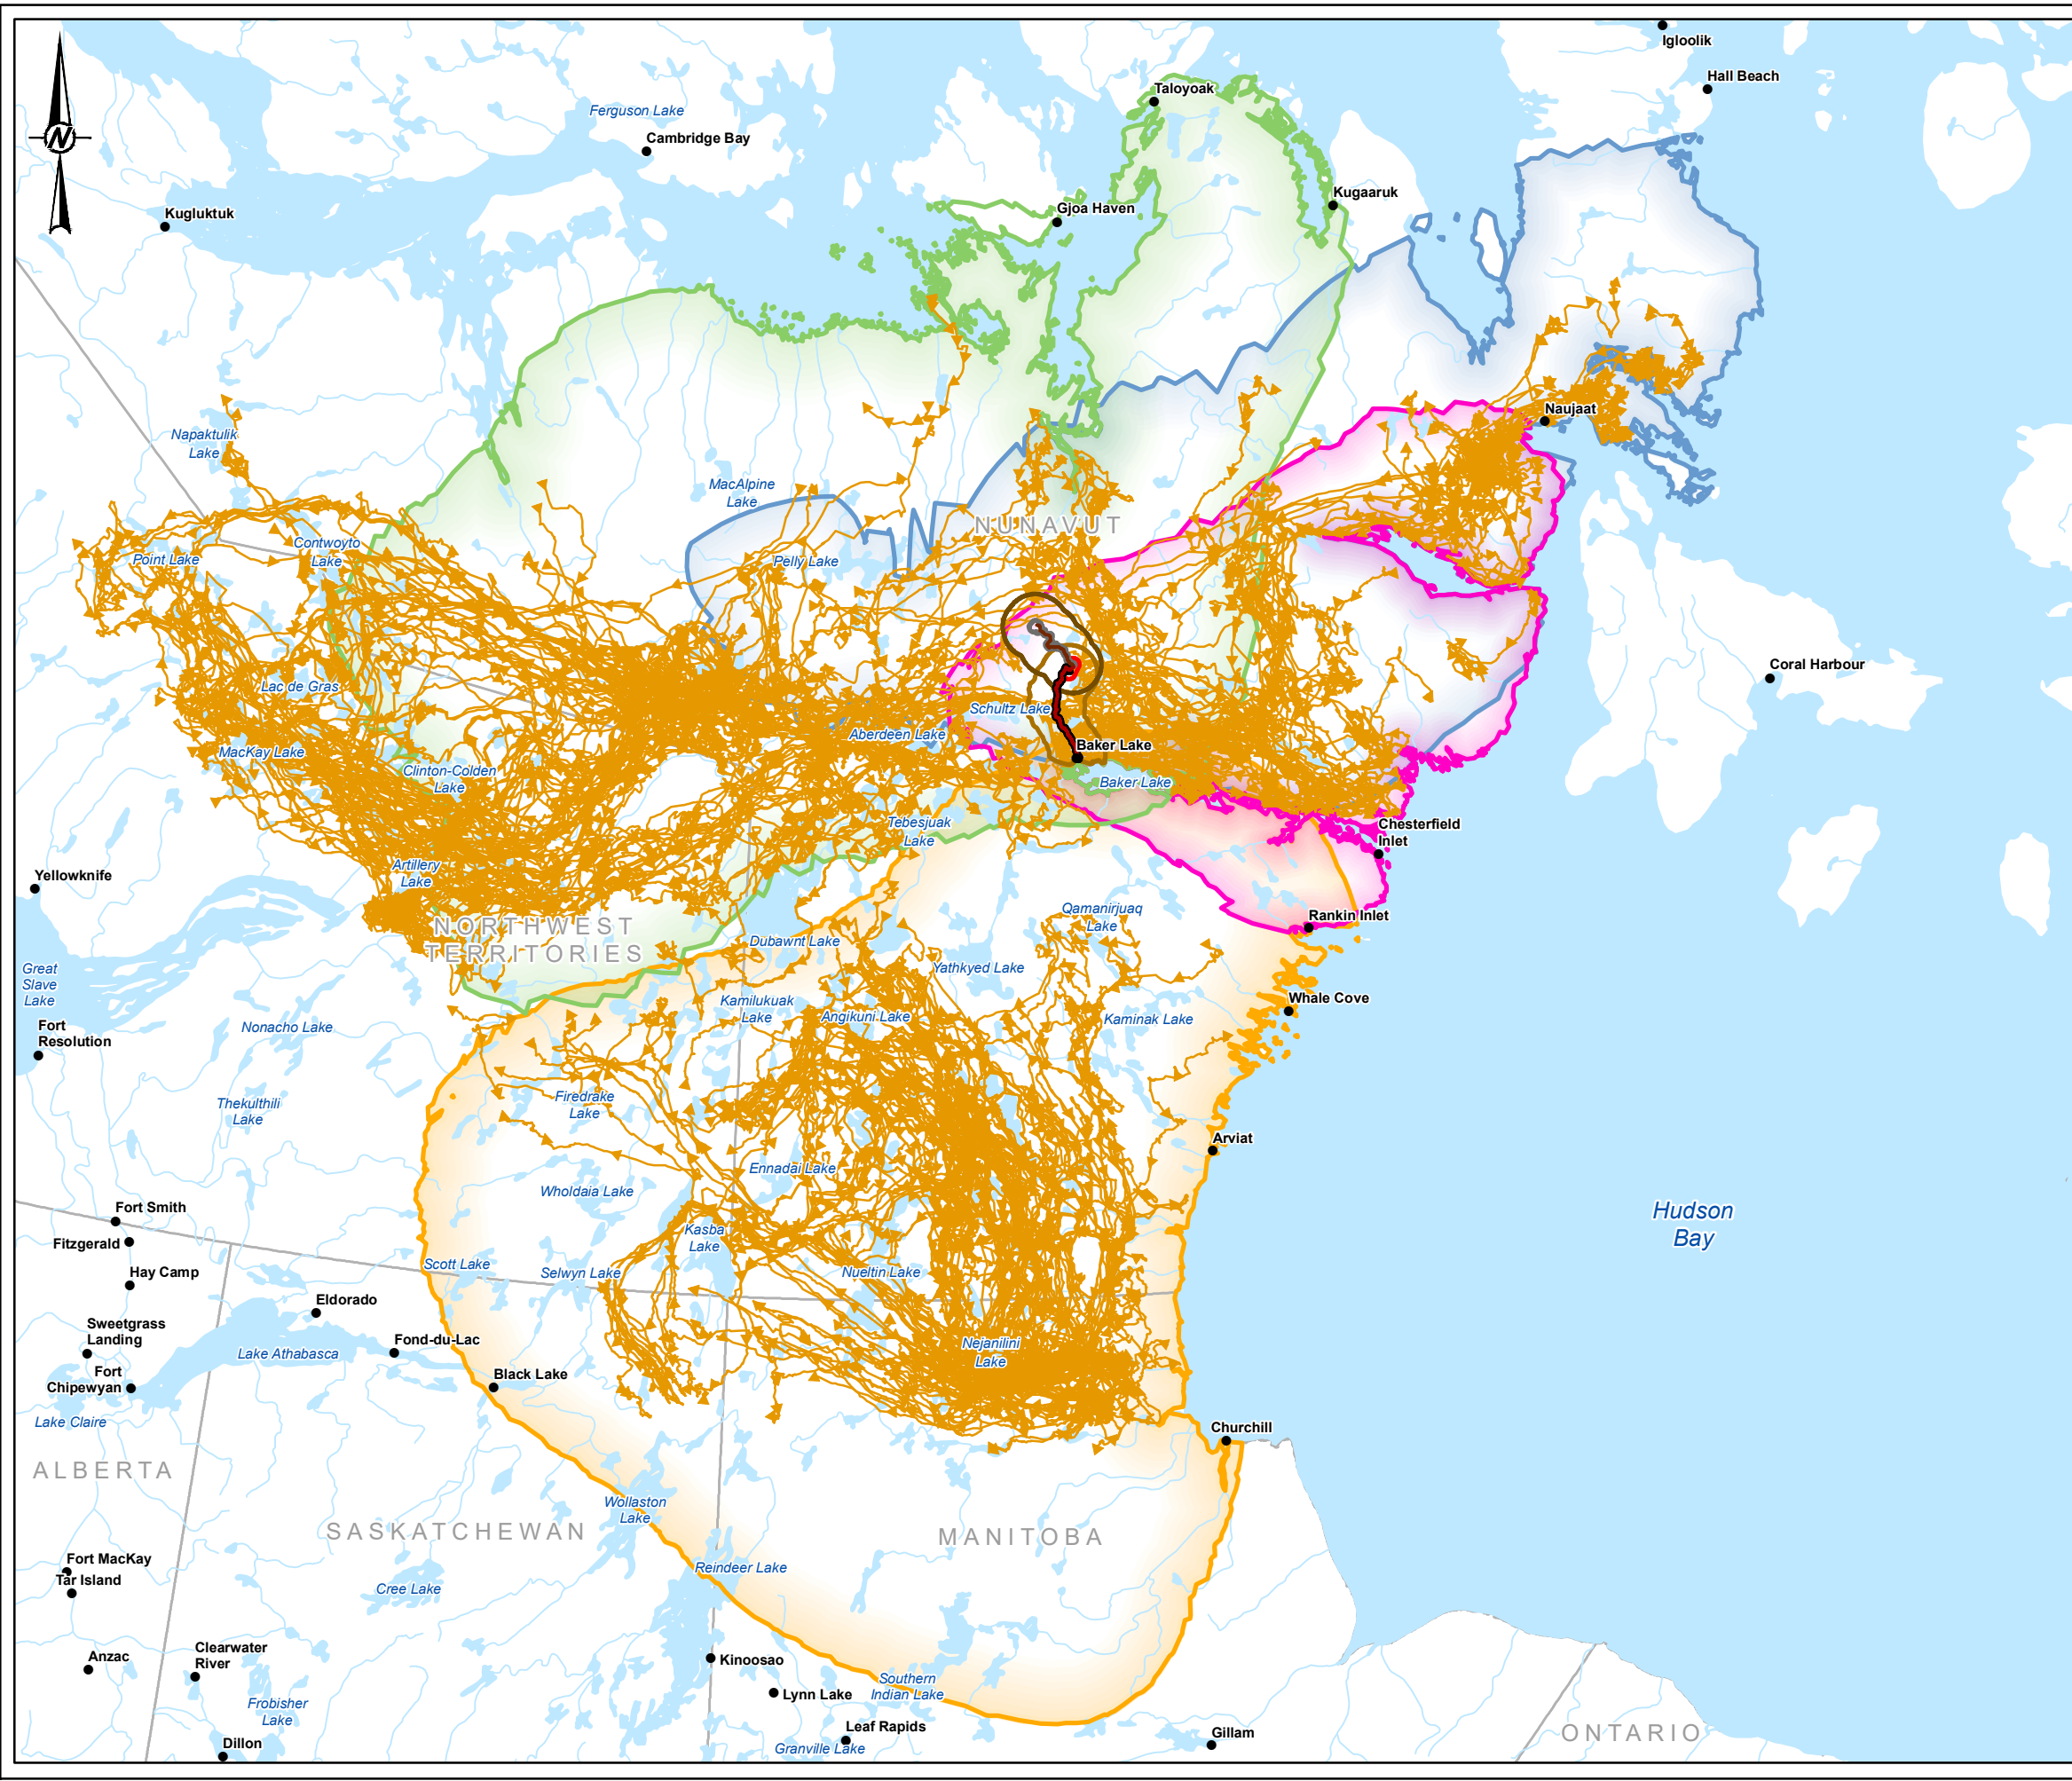 Igloolik
Hall Beach
Taloyoak
Ferguson Lake
Cambridge Bay
Kugaaruk
Gjoa Haven
Kugluktuk
N
Naujaat
Napaktulik
Lake
MacAlpine
Lake
NUNAVUT
Contwoyto
Lake
Point Lake
Pelly Lake
Coral Harbour
Lac de Gras
Schultz Lake
Aberdeen Lake
Baker Lake
MacKay Lake
Clinton-Colden
Lake
Baker Lake
Tebesjuak
Lake
Chesterfield
Inlet
Artillery
Lake
Yellowknife
Qamanirjuaq
Lake
Rankin Inlet
NORTHWEST
TERRITORIES
Dubawnt Lake
Yathkyed Lake
Great
Slave
Lake
Whale Cove
Kamilukuak
Lake
Angikuni Lake
Kaminak Lake
Fort
Resolution
Nonacho Lake
Firedrake
Lake
Thekulthili
Lake
Arviat
Ennadai Lake
Wholdaia Lake
Fort Smith
Hudson
Bay
Kasba
Lake
Fitzgerald
Scott Lake
Selwyn Lake
Nueltin Lake
Hay Camp
Eldorado
Sweetgrass
Landing
Lake Athabasca
Fond-du-Lac
Nejanilini
Lake
Fort
Chipewyan
Black Lake
Lake Claire
Churchill
ALBERTA
Wollaston
Lake
SASKATCHEWAN
MANITOBA
Fort MacKay
Tar Island
Reindeer Lake
Cree Lake
Clearwater
River
Anzac
Kinoosao
Southern
Indian Lake
Lynn Lake
Frobisher
Lake
Leaf Rapids
Gillam
ONTARIO
Dillon
Granville Lake